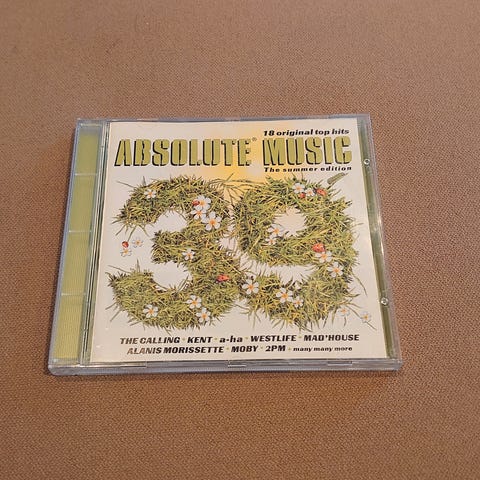 18 original top hits
ABSOLUTE® MUSIC
The summer edition
39
THE CALLING • KENT • a-ha • WESTLIFE • MAD'HOUSE
ALANIS MORISSETTE • MOBY • 2PM + many many more